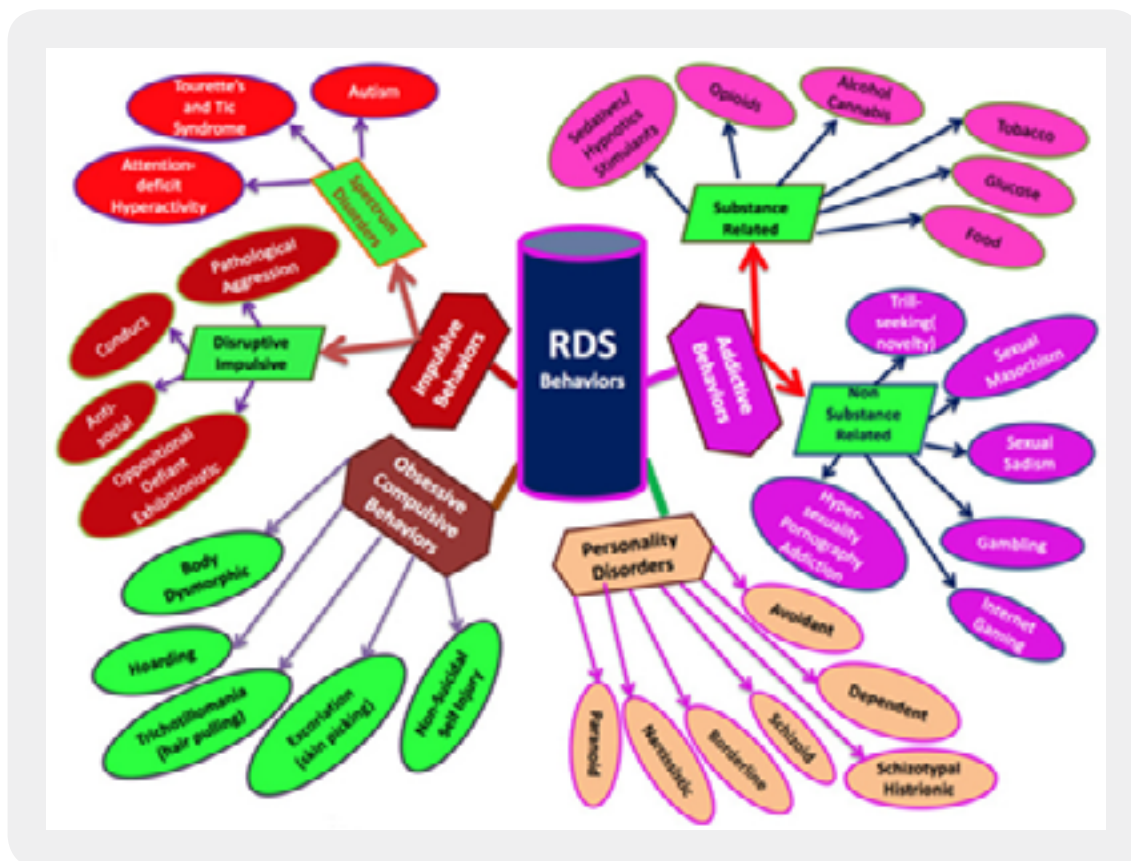 Tourette's
and Tic
Syndrome
Autism
Attention-
deficit
Hyperactivity
Spectrum
Disorders
Pathological
Aggression
Conduct
Anti-
social
Oppositional
Defiant
Exhibitionistic
Disruptive
Impulsive
Impulsive
Behaviors
RDS
Behaviors
Addictive
Behaviors
Substance
Related
Sedatives/
Hypnotics
Stimulants
Opioids
Alcohol
Cannabis
Tobacco
Glucose
Food
Non
Substance
Related
Trill-
seeking(
novelty)
Sexual
Masochism
Sexual
Sadism
Gambling
Internet
Gaming
Hyper-
sexuality
Pornography
Addiction
Obsessive
Compulsive
Behaviors
Body
Dysmorphic
Hoarding
Trichotillomania
(hair pulling)
Excoriation
(skin picking)
Non-Suicidal
Self Injury
Personality
Disorders
Avoidant
Dependent
Schizotypal
Histrionic
Schizoid
Borderline
Narcissistic
Paranoid